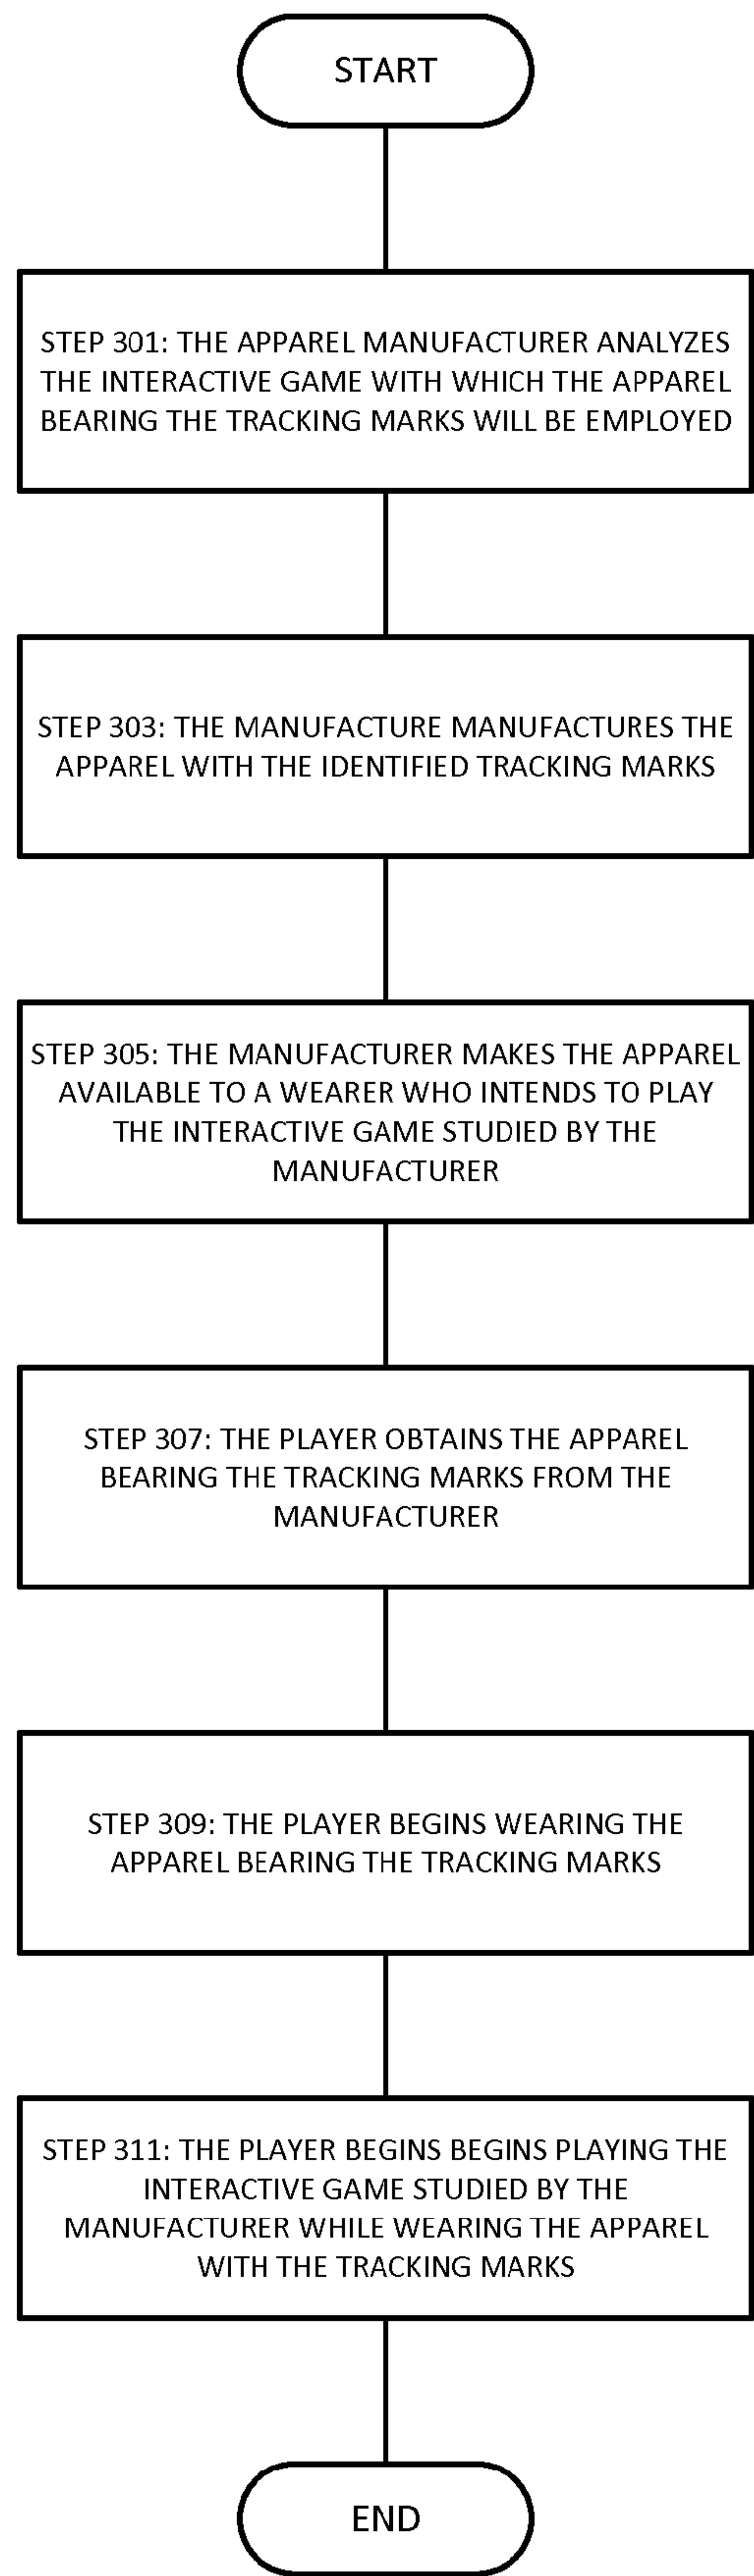 START
STEP 301: THE APPAREL MANUFACTURER ANALYZES
THE INTERACTIVE GAME WITH WHICH THE APPAREL
BEARING THE TRACKING MARKS WILL BE EMPLOYED
STEP 303: THE MANUFACTURE MANUFACTURES THE
APPAREL WITH THE IDENTIFIED TRACKING MARKS
STEP 305: THE MANUFACTURER MAKES THE APPAREL
AVAILABLE TO A WEARER WHO INTENDS TO PLAY
THE INTERACTIVE GAME STUDIED BY THE
MANUFACTURER
STEP 307: THE PLAYER OBTAINS THE APPAREL
BEARING THE TRACKING MARKS FROM THE
MANUFACTURER
STEP 309: THE PLAYER BEGINS WEARING THE
APPAREL BEARING THE TRACKING MARKS
STEP 311: THE PLAYER BEGINS BEGINS PLAYING THE
INTERACTIVE GAME STUDIED BY THE
MANUFACTURER WHILE WEARING THE APPAREL
WITH THE TRACKING MARKS
END